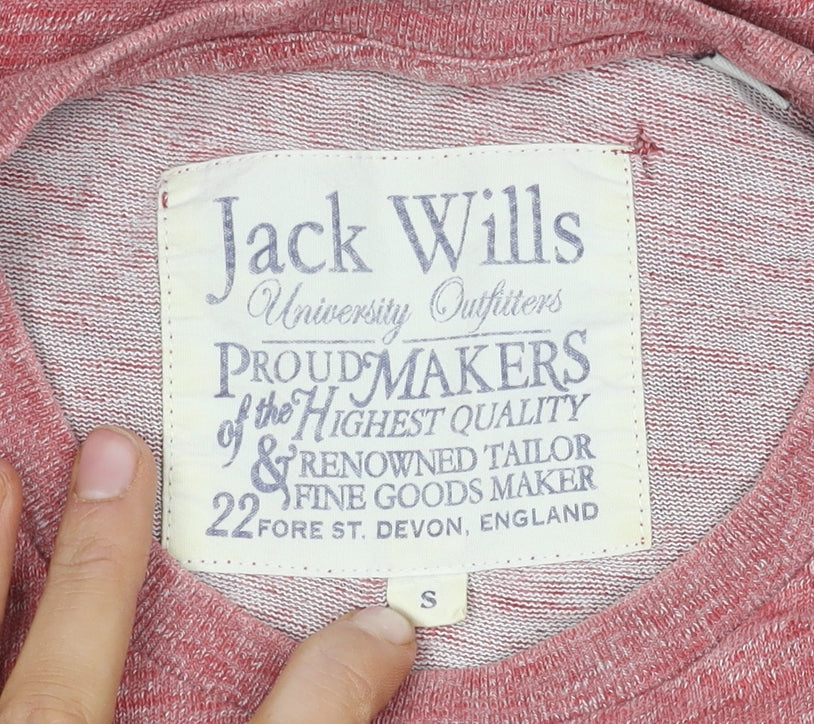 Jack Wills
University Outfitters
PROUD MAKERS
of the HIGHEST QUALITY
& RENOWNED TAILOR
FINE GOODS MAKER
22 FORE ST. DEVON, ENGLAND
S